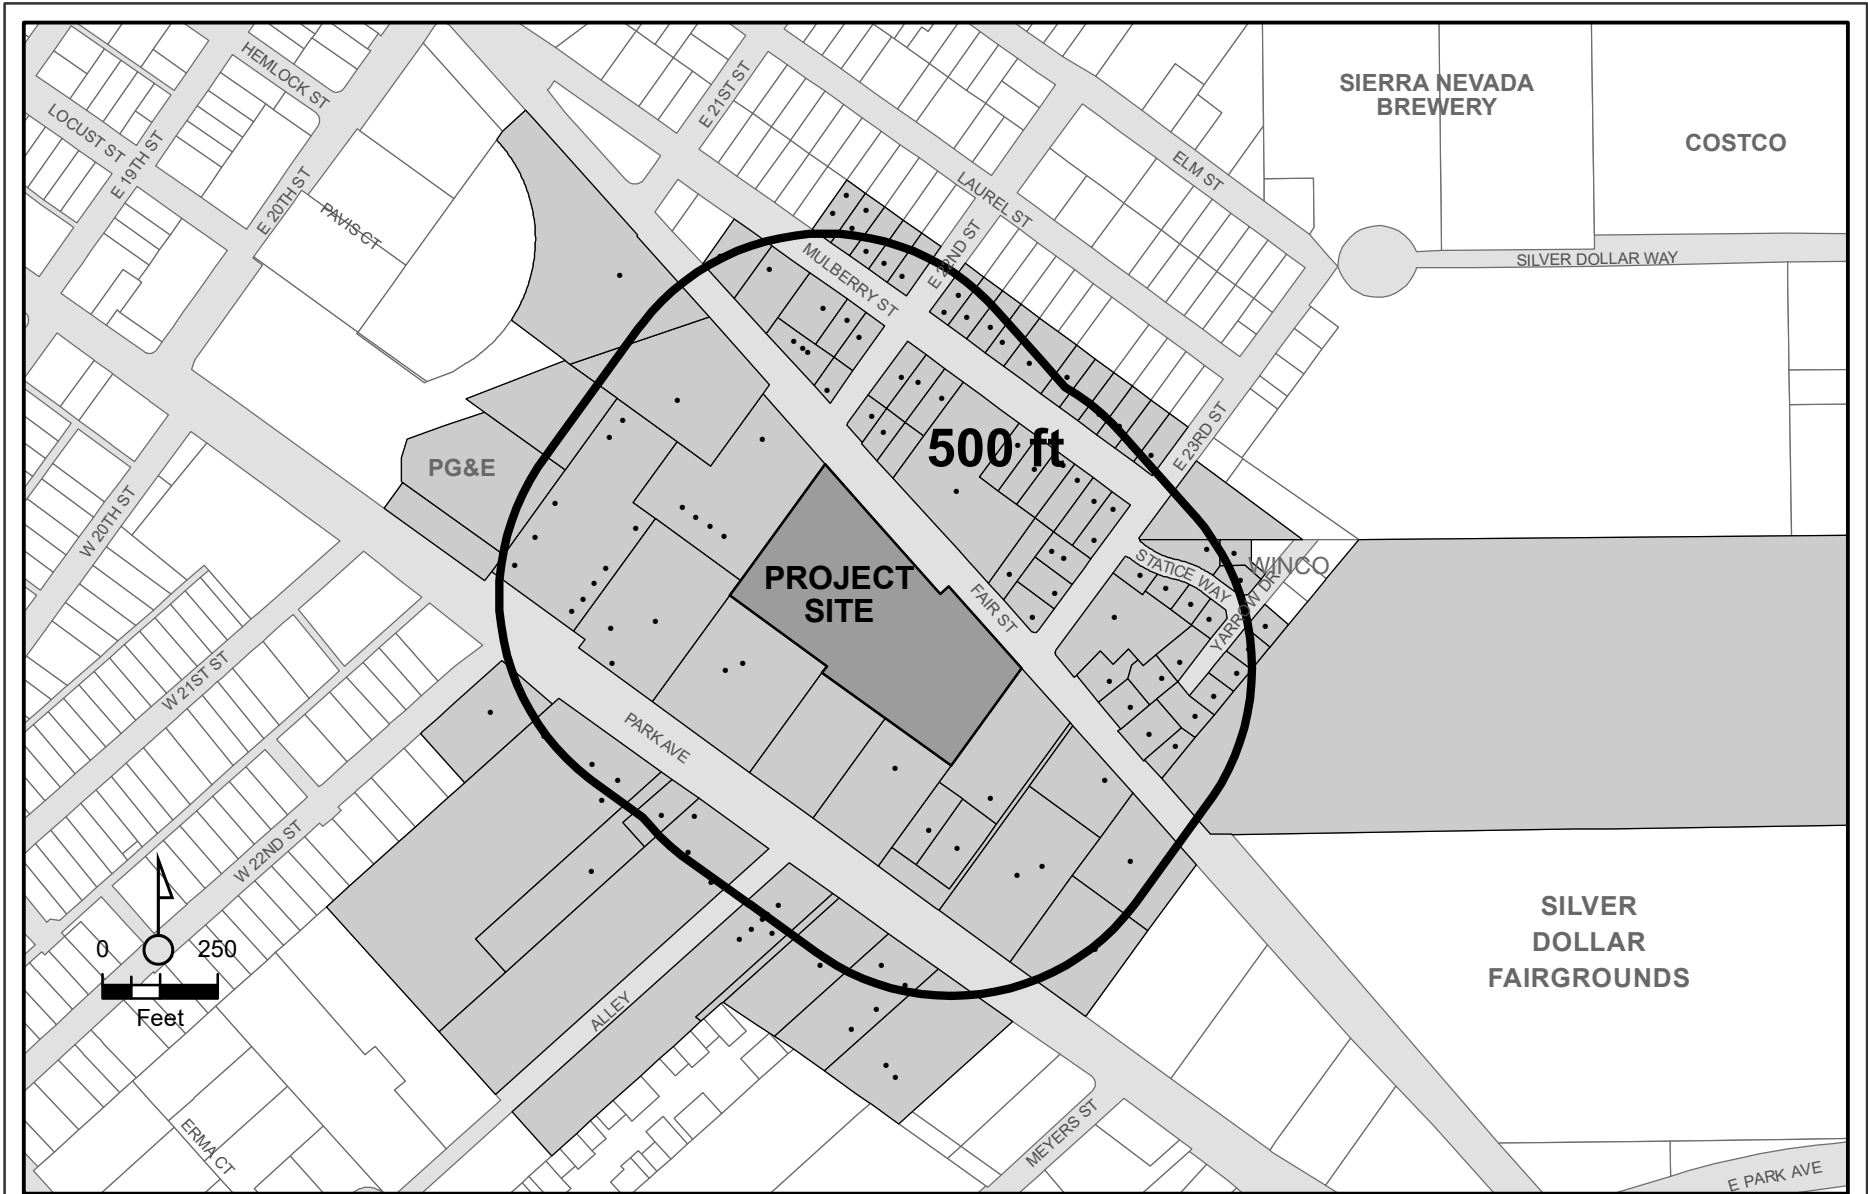 HEMLOCK ST
E 21ST ST
SIERRA NEVADA
BREWERY
COSTCO
LOCUST ST
E 19TH ST
ELM ST
E 20TH ST
PAVIS CT
LAUREL ST
MULBERRY ST
E 22ND ST
SILVER DOLLAR WAY
500 ft
E 23RD ST
PG&E
W 20TH ST
STATICE WAY
WINCO
YARROW DR
PROJECT
SITE
FAIR ST
W 21ST ST
PARK AVE
W 22ND ST
0 250
Feet
SILVER
DOLLAR
FAIRGROUNDS
ALLEY
ERMA CT
MEYERS ST
E PARK AVE